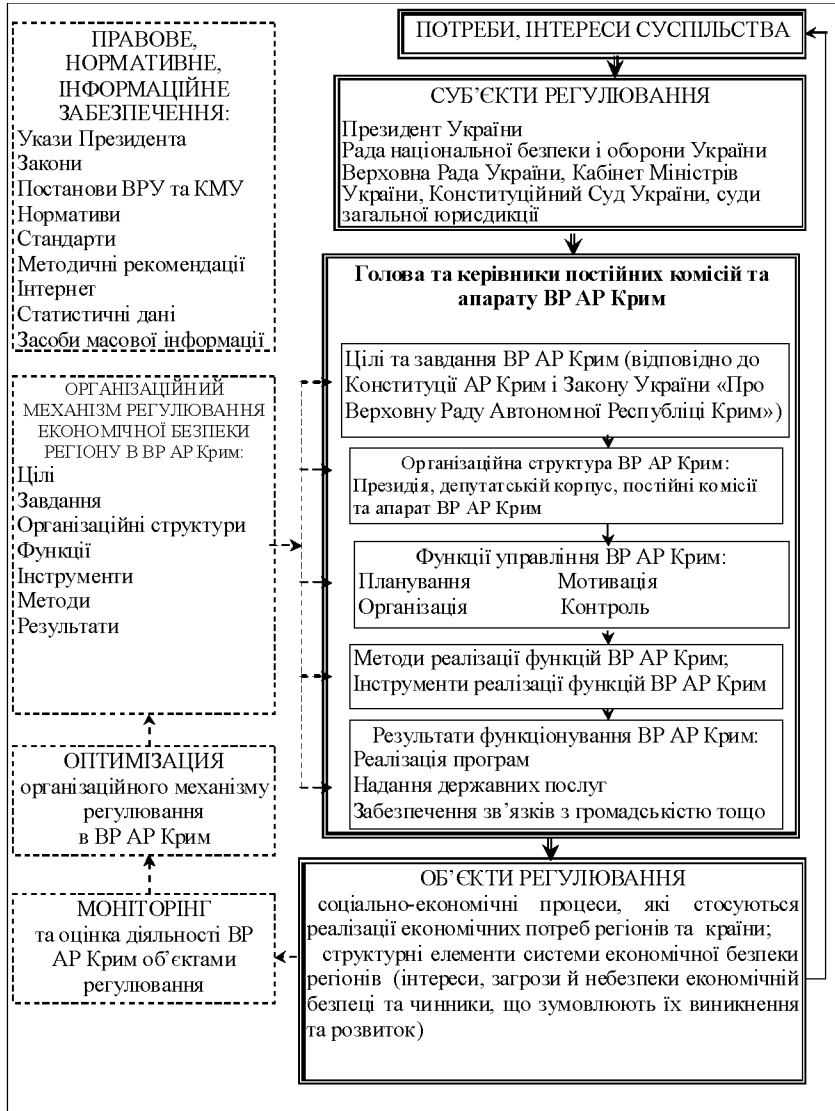 ПРАВОВЕ,
НОРМАТИВНЕ,
ІНФОРМАЦІЙНЕ
ЗАБЕЗПЕЧЕННЯ:
Укази Президента
Закони
Постанови ВРУ та КМУ
Нормативи
Стандарти
Методичні рекомендації
Інтернет
Статистичні дані
Засоби масової інформації
ОРГАНІЗАЦІЙНИЙ
МЕХАНІЗМ РЕГУЛЮВАННЯ
ЕКОНОМІЧНОЇ БЕЗПЕКИ
РЕГІОНУ В ВР АР Крим:
Цілі
Завдання
Організаційні структури
Функції
Інструменти
Методи
Результати
ОПТИМИЗАЦІЯ
організаційного механізму
регулювання
в ВР АР Крим
МОНІТОРІНГ
та оцінка діяльності ВР
АР Крим об’єктами
регулювання
ПОТРЕБИ, ІНТЕРЕСИ СУСПІЛЬСТВА
СУБ’ЄКТИ РЕГУЛЮВАННЯ
Президент України
Рада національної безпеки і оборони України
Верховна Рада України, Кабінет Міністрів
України, Конституційний Суд України, суди
загальної юрисдикції
Голова та керівники постійних комісій та
апарату ВР АР Крим
Цілі та завдання ВР АР Крим (відповідно до
Конституції АР Крим і Закону України «Про
Верховну Раду Автономної Республіці Крим»)
Організаційна структура ВР АР Крим:
Президія, депутатській корпус, постійні комісії
та апарат ВР АР Крим
Функції управління ВР АР Крим:
Планування Мотивація
Організація Контроль
Методи реалізації функцій ВР АР Крим;
Інструменти реалізації функцій ВР АР Крим
Результати функціонування ВР АР Крим:
Реалізація програм
Надання державних послуг
Забезпечення зв’язків з громадськістю тощо
ОБ’ЄКТИ РЕГУЛЮВАННЯ
соціально-економічні процеси, які стосуються
реалізації економічних потреб регіонів та країни;
структурні елементи системи економічної безпеки
регіонів (інтереси, загрози й небезпеки економічній
безпеці та чинники, що зумовлюють їх виникнення
та розвиток)